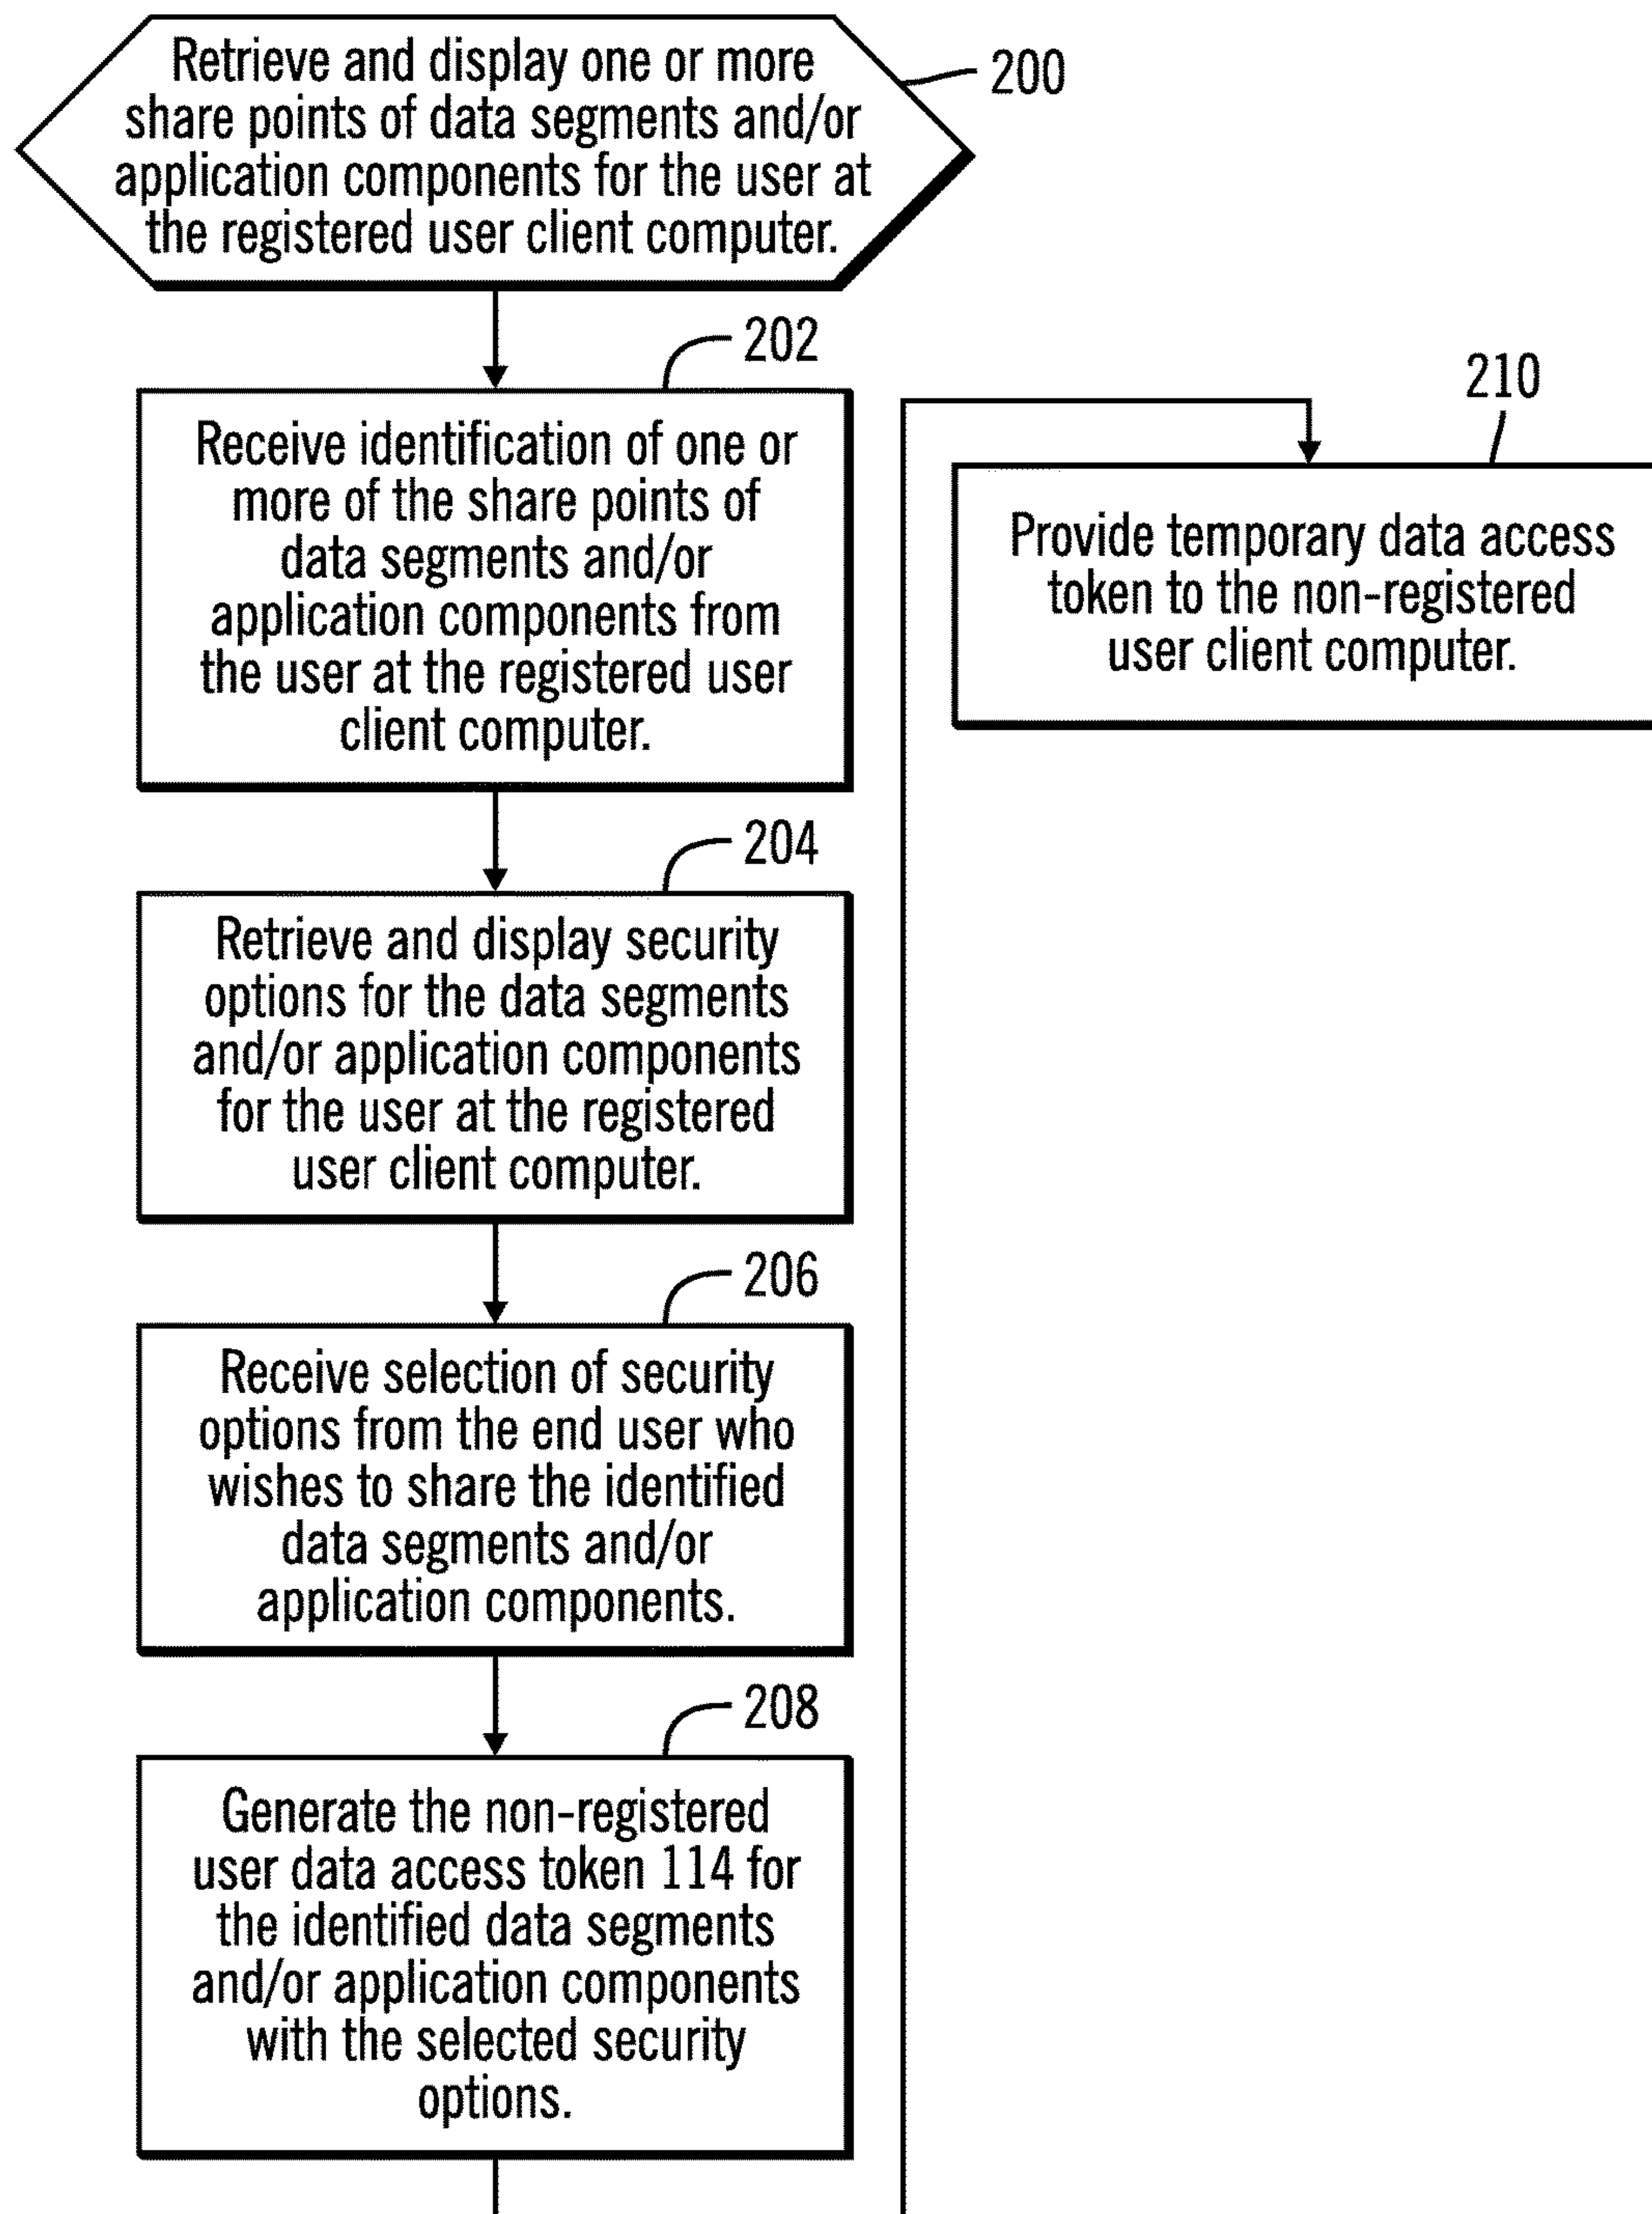 Retrieve and display one or more
share points of data segments and/or
application components for the user at
the registered user client computer.
200
202
Receive identification of one or
more of the share points of
data segments and/or
application components from
the user at the registered user
client computer.
204
Retrieve and display security
options for the data segments
and/or application components
for the user at the registered
user client computer.
206
Receive selection of security
options from the end user who
wishes to share the identified
data segments and/or
application components.
208
Generate the non-registered
user data access token 114 for
the identified data segments
and/or application components
with the selected security
options.
210
Provide temporary data access
token to the non-registered
user client computer.